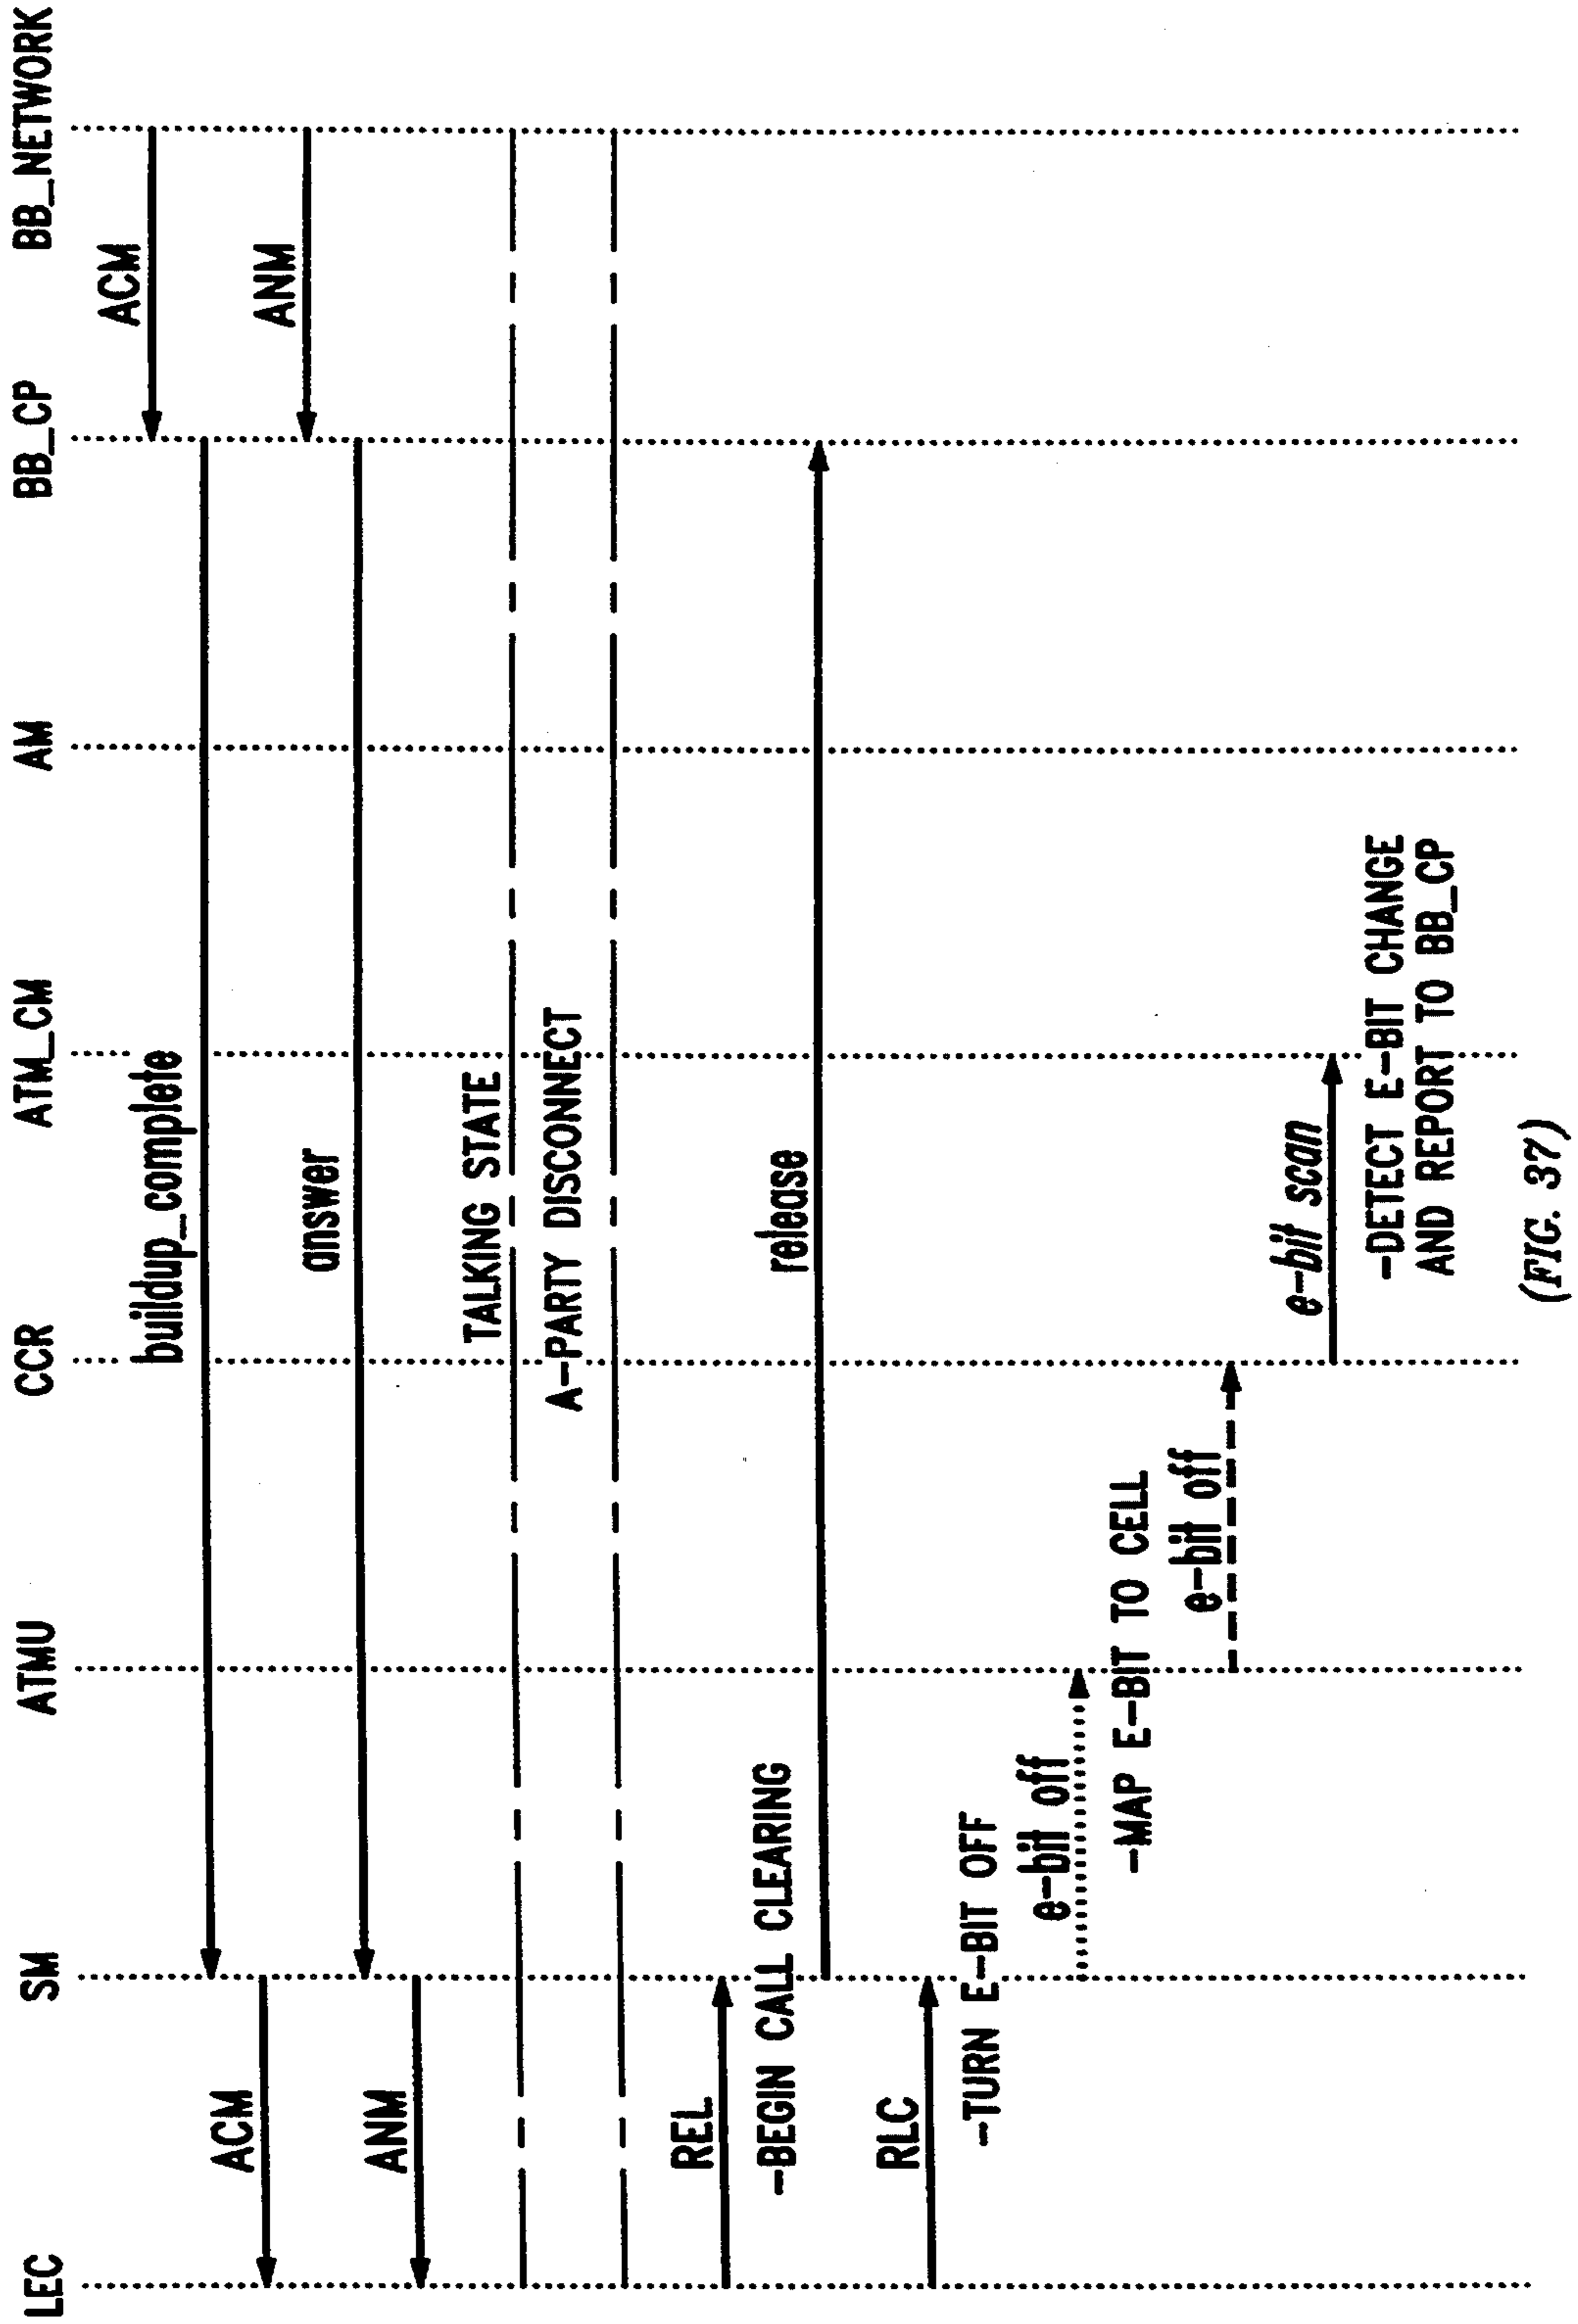 LEC SM ATMU CCR ATM_CM AM BB_CP BB_NETWORK
ACM
buildup_complete
ACM
ANM
answer
ANM
TALKING STATE
A-PARTY DISCONNECT
REL
-BEGIN CALL CLEARING
release
RLC
-TURN E-BIT OFF
e-bit off
-MAP E-BIT TO CELL
e-bit off
e-bit scan
-DETECT E-BIT CHANGE
AND REPORT TO BB_CP
(FIG. 37)